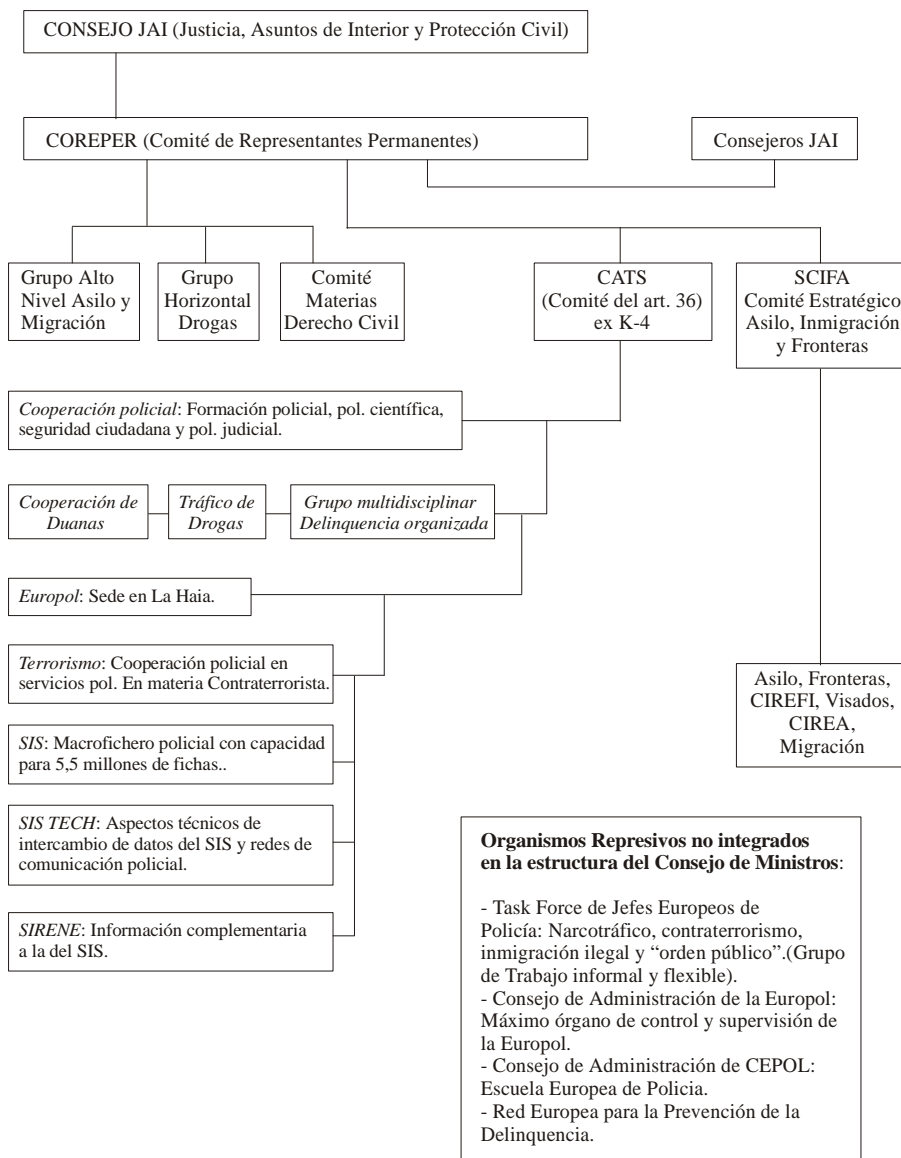 CONSEJO JAI (Justicia, Asuntos de Interior y Protección Civil)
COREPER (Comité de Representantes Permanentes)
Consejeros JAI
Grupo Alto
Nivel Asilo y
Migración
Grupo
Horizontal
Drogas
Comité
Materias
Derecho Civil
CATS
(Comité del art. 36)
ex K-4
SCIFA
Comité Estratégico
Asilo, Inmigración
y Fronteras
Cooperación policial: Formación policial, pol. científica,
seguridad ciudadana y pol. judicial.
Cooperación de
Duanas
Tráfico de
Drogas
Grupo multidisciplinar
Delinquencia organizada
Europol: Sede en La Haia.
Terrorismo: Cooperación policial en
servicios pol. En materia Contraterrorista.
SIS: Macrofichero policial con capacidad
para 5,5 millones de fichas..
SIS TECH: Aspectos técnicos de
intercambio de datos del SIS y redes de
comunicación policial.
SIRENE: Información complementaria
a la del SIS.
Asilo, Fronteras,
CIREFI, Visados,
CIREA,
Migración
Organismos Represivos no integrados
en la estructura del Consejo de Ministros:
- Task Force de Jefes Europeos de
Policía: Narcotráfico, contraterrorismo,
inmigración ilegal y “orden público”.(Grupo
de Trabajo informal y flexible).
- Consejo de Administración de la Europol:
Máximo órgano de control y supervisión de
la Europol.
- Consejo de Administración de CEPOL:
Escuela Europea de Policia.
- Red Europea para la Prevención de la
Delinquencia.